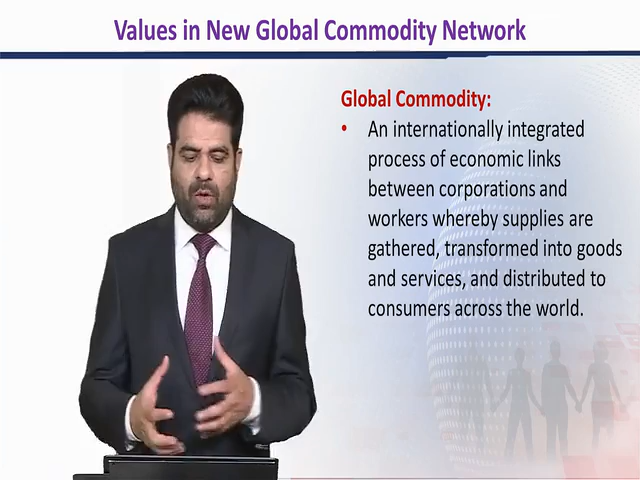 Values in New Global Commodity Network
Global Commodity:
• An internationally integrated
process of economic links
between corporations and
workers whereby supplies are
gathered, transformed into goods
and services, and distributed to
consumers across the world.